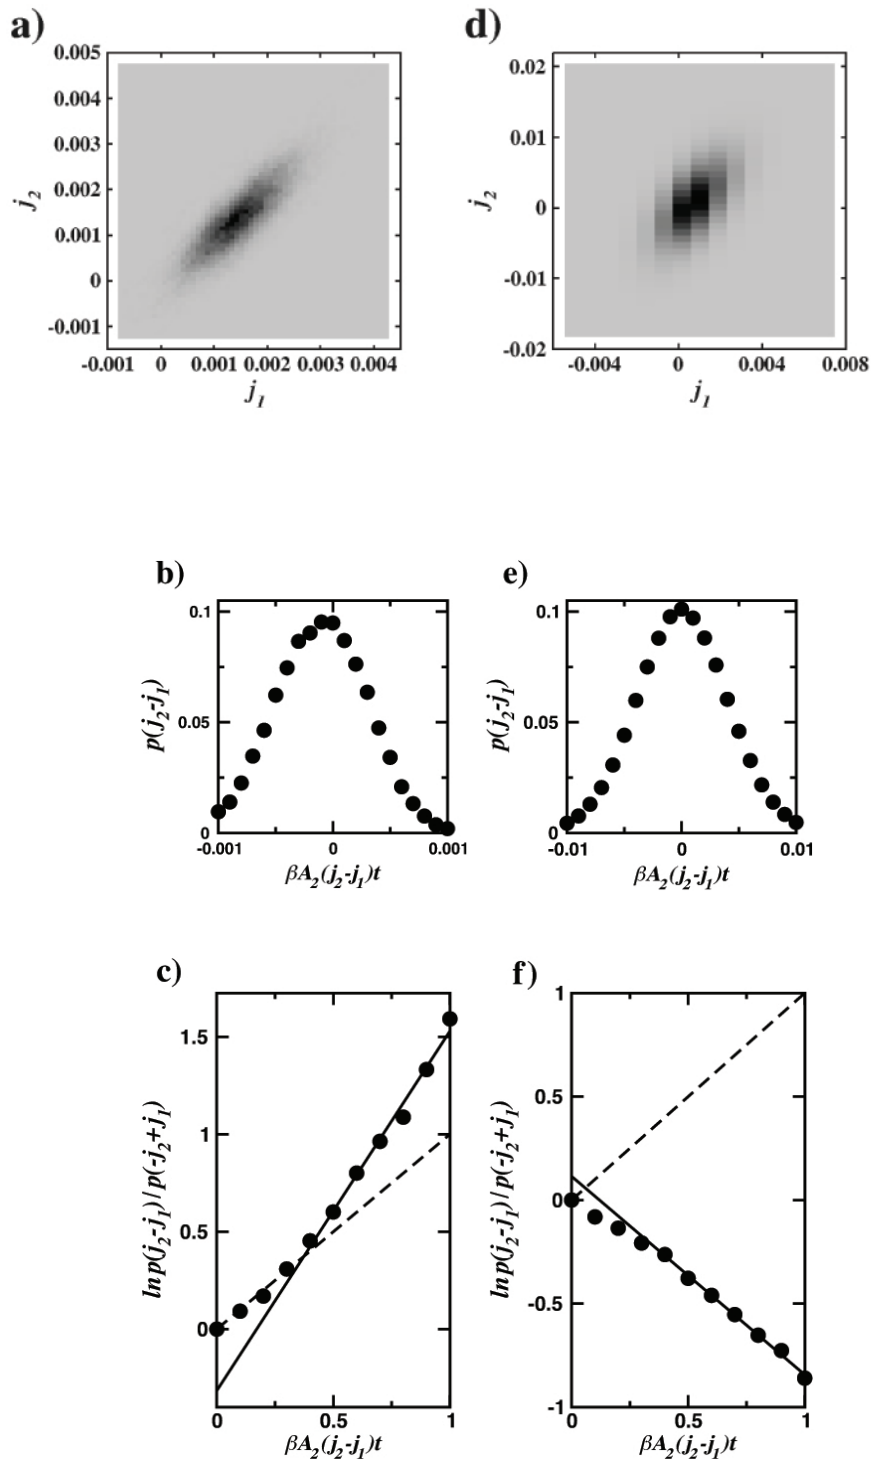 a)
0.005
0.004
0.003
0.002
0.001
0
-0.001
j2
-0.001 0 0.001 0.002 0.003 0.004
j1
d)
0.02
0.01
0
-0.01
-0.02
j2
-0.004 0 0.004 0.008
j1
b)
0.1
0.05
0
p(j2-j1)
-0.001 0 0.001
βA2(j2-j1)t
e)
0.1
0.05
0
p(j2-j1)
-0.01 0 0.01
βA2(j2-j1)t
c)
1.5
1
0.5
0
lnp(j2-j1)/p(-j2+j1)
0 0.5 1
βA2(j2-j1)t
f)
1
0.5
0
-0.5
-1
lnp(j2-j1)/p(-j2+j1)
0 0.5 1
βA2(j2-j1)t